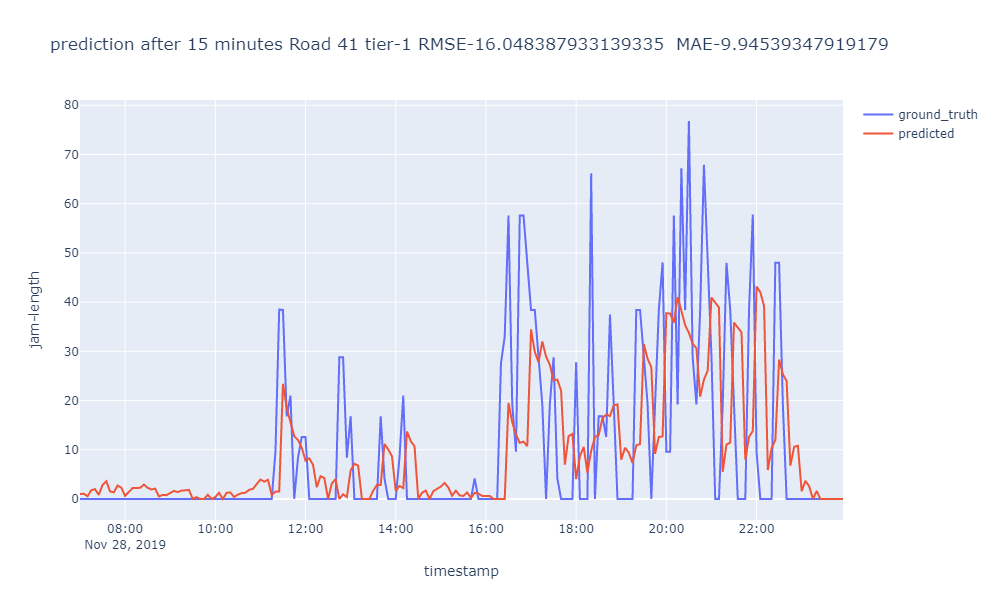 prediction after 15 minutes Road 41 tier-1 RMSE-16.048387933139335  MAE-9.94539347919179
ground_truth
predicted
80
70
60
50
40
30
20
10
0
jam-length
08:00 10:00 12:00 14:00 16:00 18:00 20:00 22:00
Nov 28, 2019
timestamp